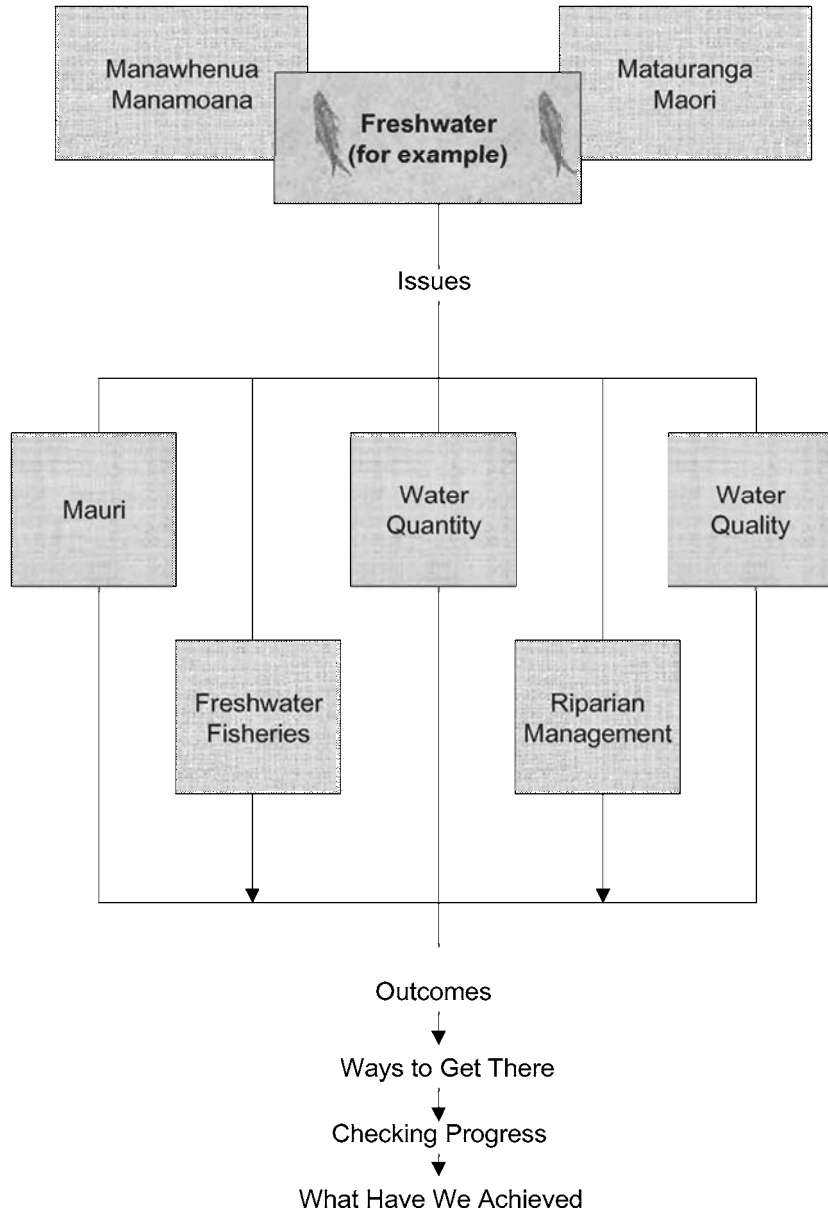 Manawhenua
Manamoana
Matauranga
Maori
Freshwater
(for example)
Issues
Mauri
Water
Quantity
Water
Quality
Freshwater
Fisheries
Riparian
Management
Outcomes
Ways to Get There
Checking Progress
What Have We Achieved